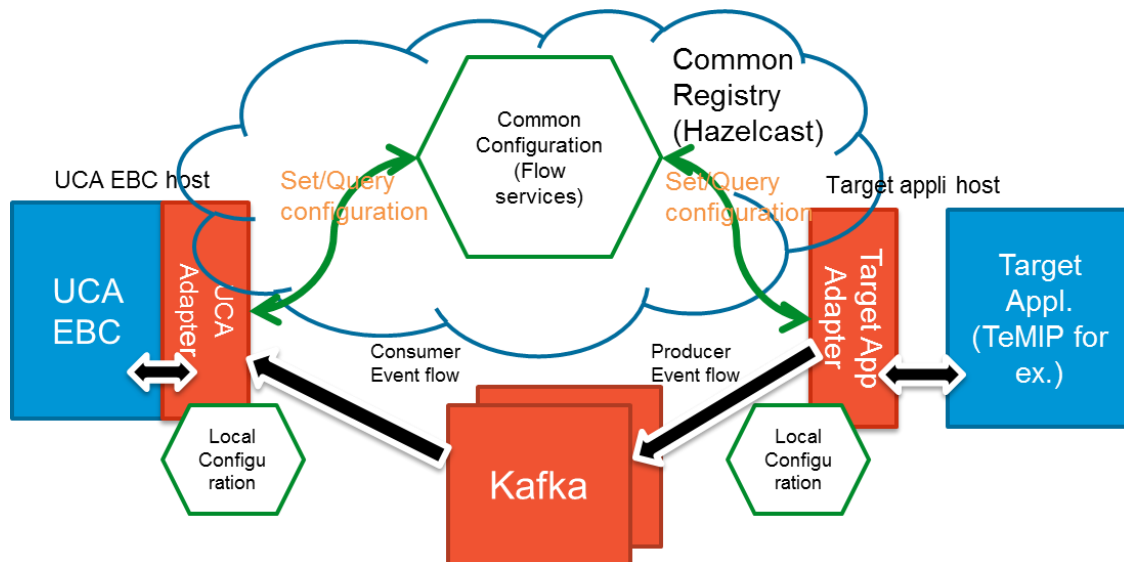 Common
Registry
(Hazelcast)
Common
Configuration
(Flow
services)
UCA EBC host
Set/Query
configuration
Set/Query
configuration
Target appli host
UCA
EBC
UCA
Adapter
Target App
Adapter
Target
Appl.
(TeMIP for
ex.)
Consumer
Event flow
Producer
Event flow
Local
Configu
ration
Kafka
Local
Configu
ration